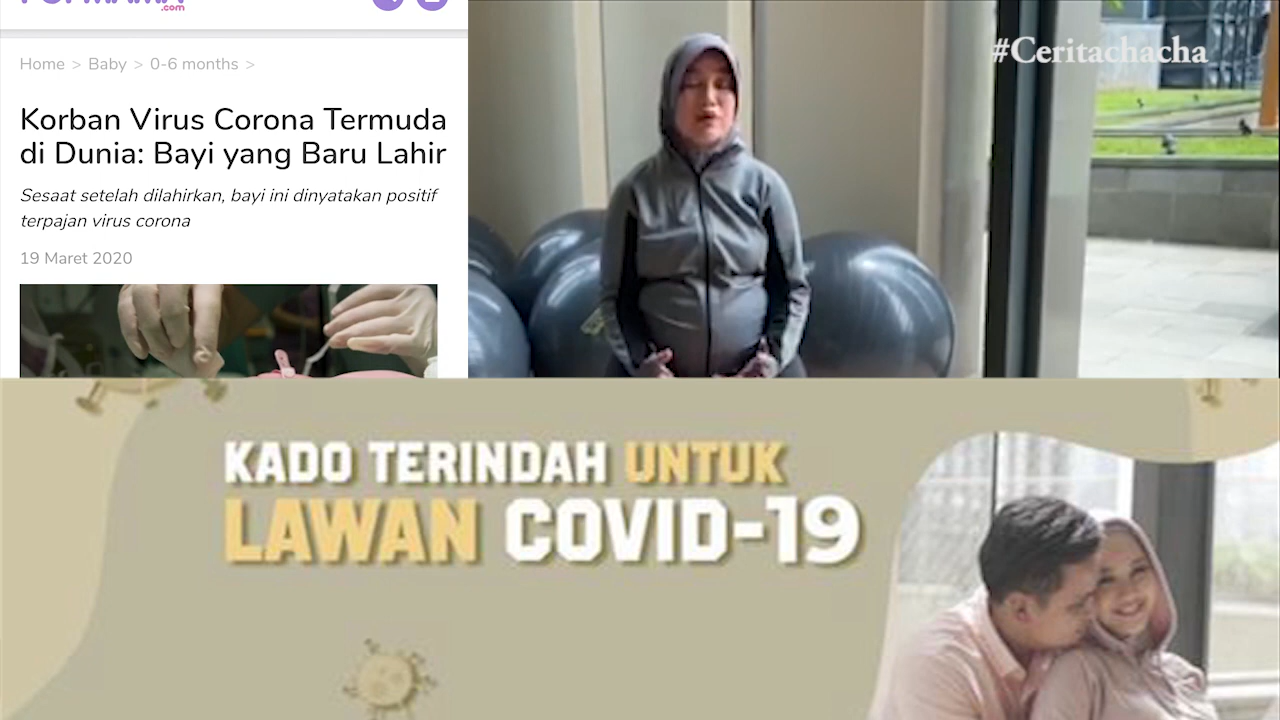 .com
Home > Baby > 0-6 months >
Korban Virus Corona Termuda
di Dunia: Bayi yang Baru Lahir
Sesaat setelah dilahirkan, bayi ini dinyatakan positif
terpajan virus corona
19 Maret 2020
#Ceritachacha
KADO TERINDAH UNTUK
LAWAN COVID-19